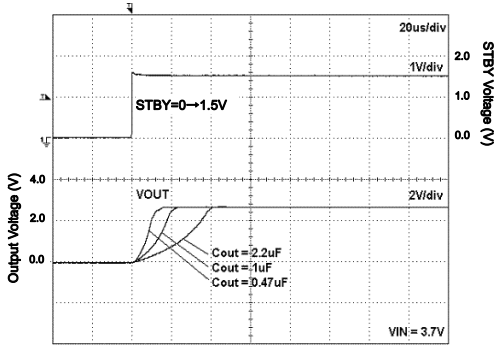 20us/div
1V/div
STBY=0→1.5V
2.0
1.0
0.0
STBY Voltage (V)
4.0
2.0
0.0
Output Voltage (V)
VOUT
2V/div
Cout = 2.2uF
Cout = 1uF
Cout = 0.47uF
VIN = 3.7V